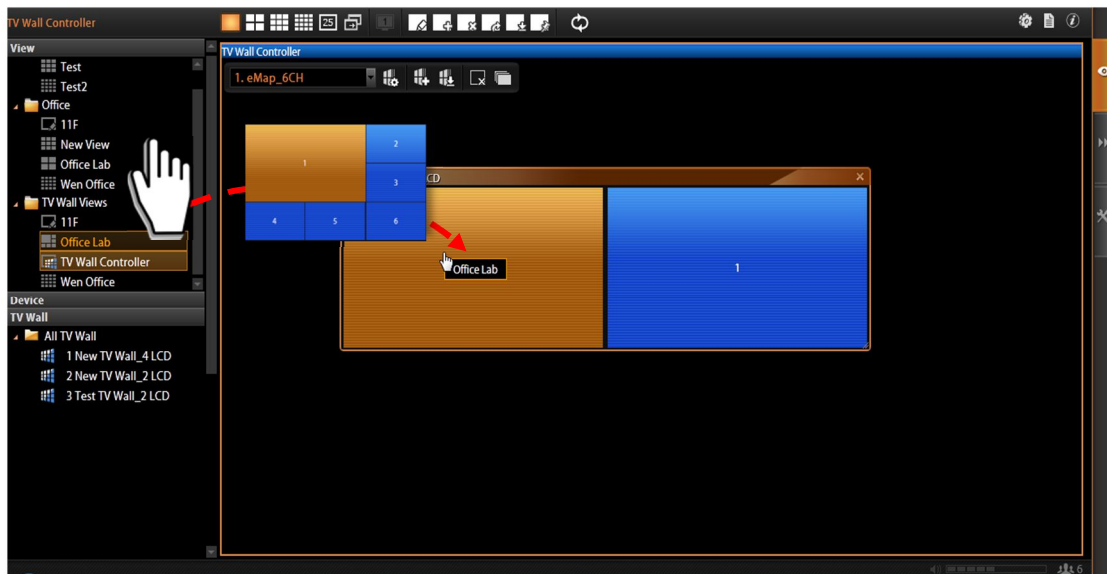 TV Wall Controller
25
1
View
Test
Test2
Office
11F
New View
Office Lab
Wen Office
TV Wall Views
11F
Office Lab
TV Wall Controller
Wen Office
Device
TV Wall
All TV Wall
1 New TV Wall_4 LCD
2 New TV Wall_2 LCD
3 Test TV Wall_2 LCD
TV Wall Controller
1. eMap_6CH
1
2
3
4
5
6
CD
Office Lab
1
6